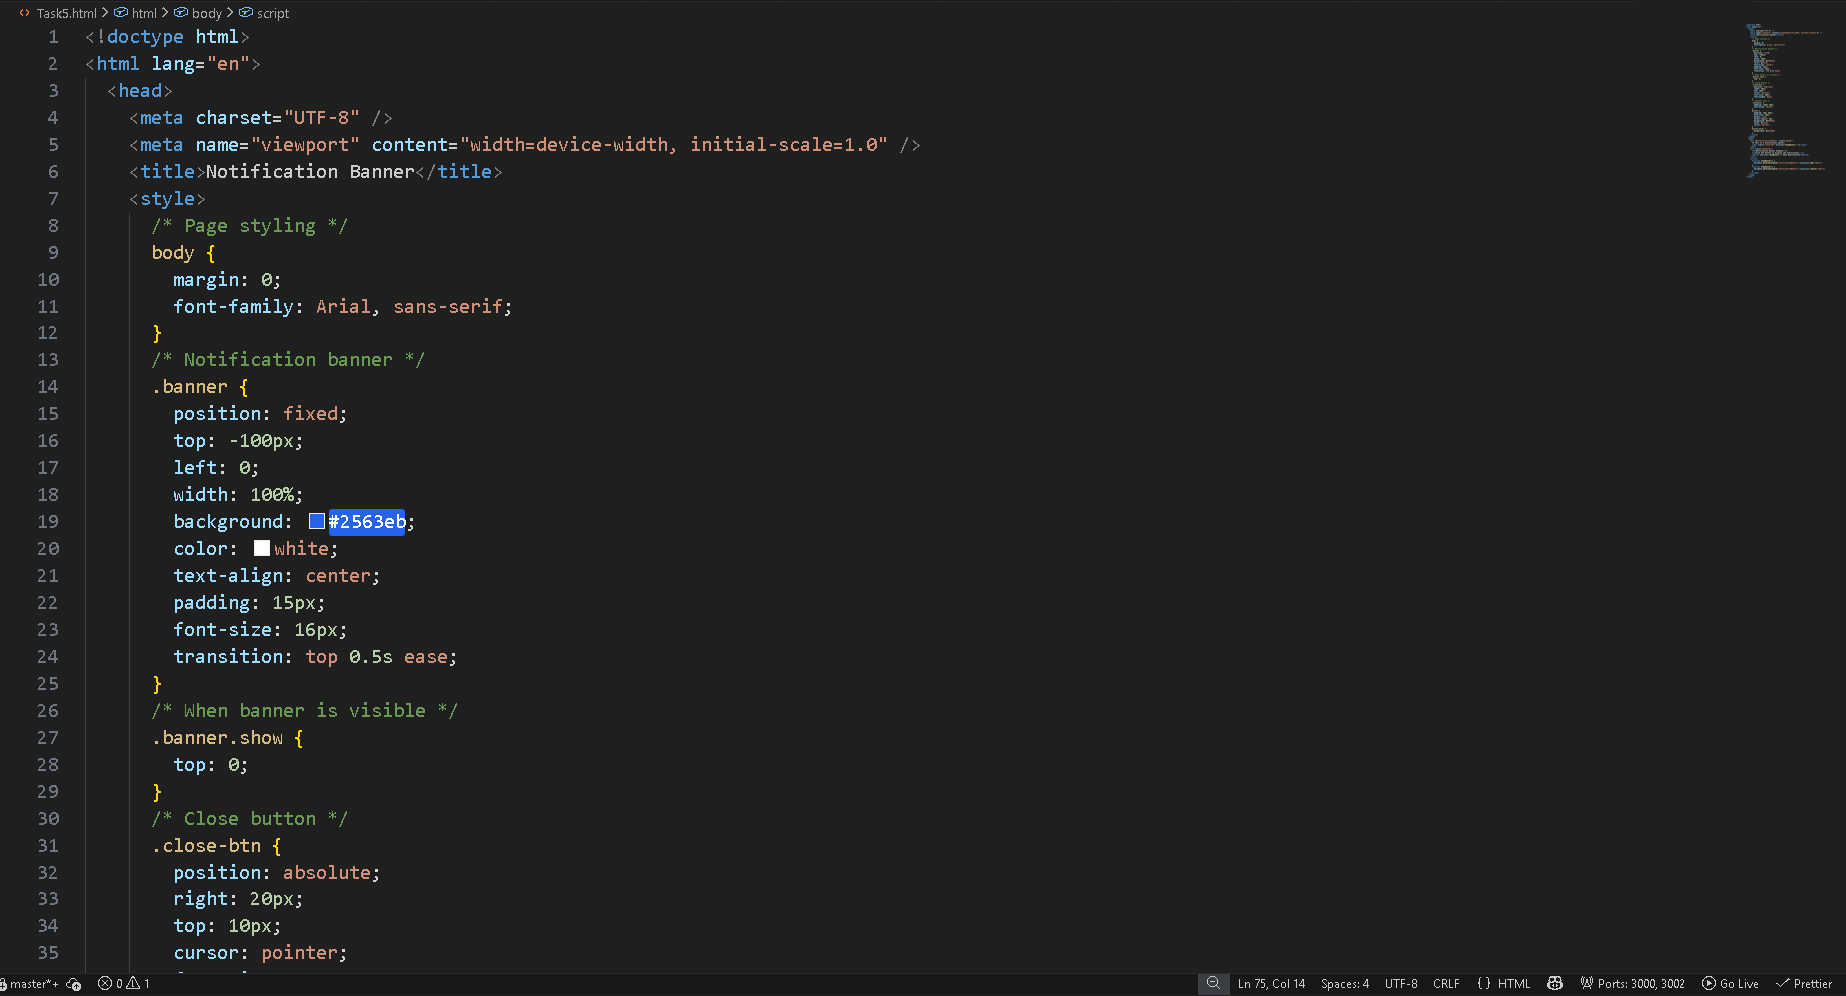 Task5.html > html > body > script
1 <!doctype html>
2 <html lang="en">
3 <head>
4 <meta charset="UTF-8" />
5 <meta name="viewport" content="width=device-width, initial-scale=1.0" />
6 <title>Notification Banner</title>
7 <style>
8 /* Page styling */
9 body {
10 margin: 0;
11 font-family: Arial, sans-serif;
12 }
13 /* Notification banner */
14 .banner {
15 position: fixed;
16 top: -100px;
17 left: 0;
18 width: 100%;
19 background: #2563eb;
20 color: white;
21 text-align: center;
22 padding: 15px;
23 font-size: 16px;
24 transition: top 0.5s ease;
25 }
26 /* When banner is visible */
27 .banner.show {
28 top: 0;
29 }
30 /* Close button */
31 .close-btn {
32 position: absolute;
33 right: 20px;
34 top: 10px;
35 cursor: pointer;
master*+ 0 1 Ln 75, Col 14 Spaces: 4 UTF-8 CRLF {} HTML Ports: 3000, 3002 Go Live Prettier